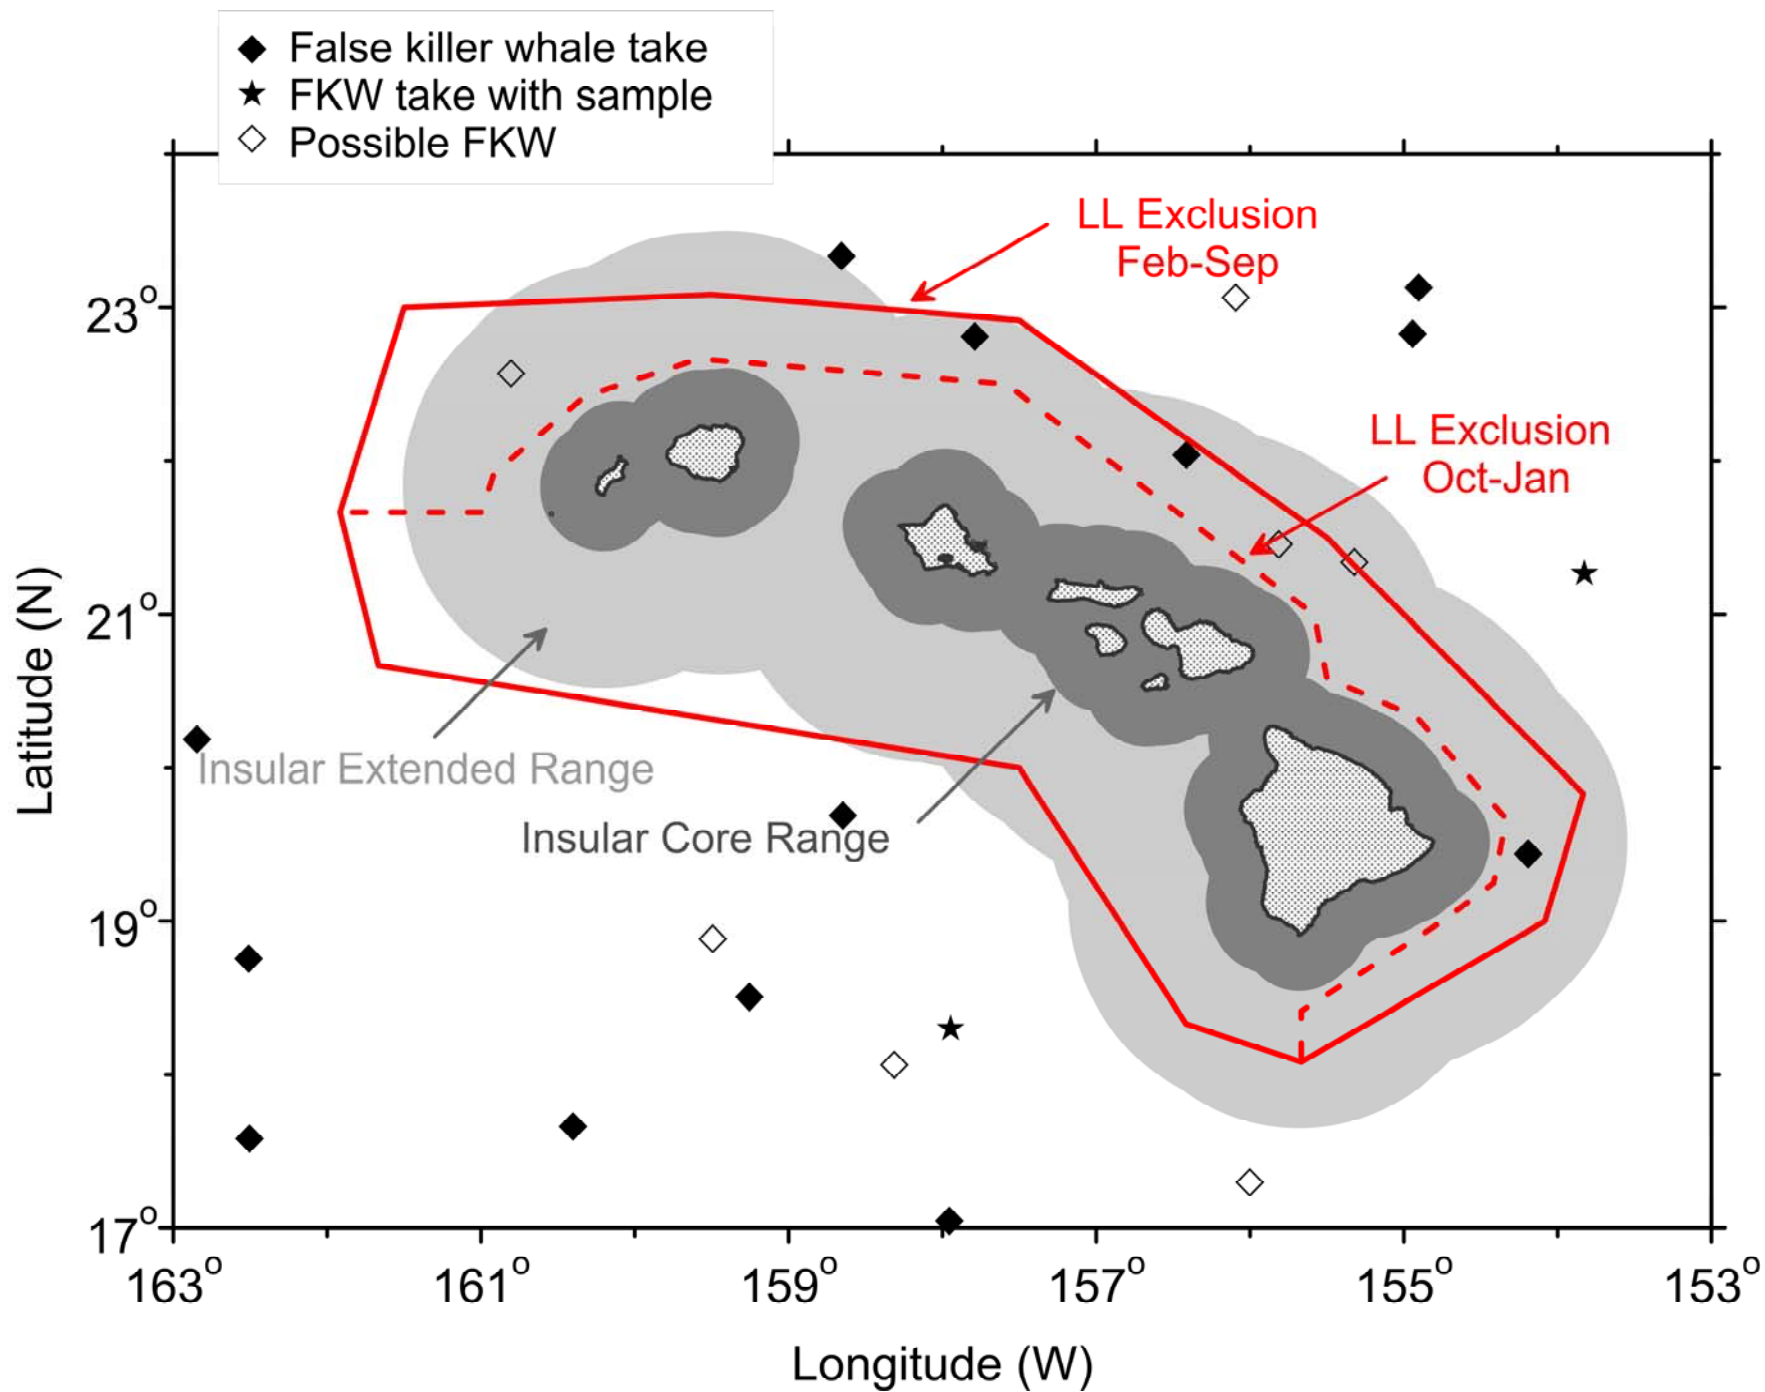 False killer whale take
FKW take with sample
Possible FKW
LL Exclusion
Feb-Sep
LL Exclusion
Oct-Jan
Insular Extended Range
Insular Core Range
Latitude (N)
23°
21°
19°
17°
163°
161°
159°
157°
155°
153°
Longitude (W)